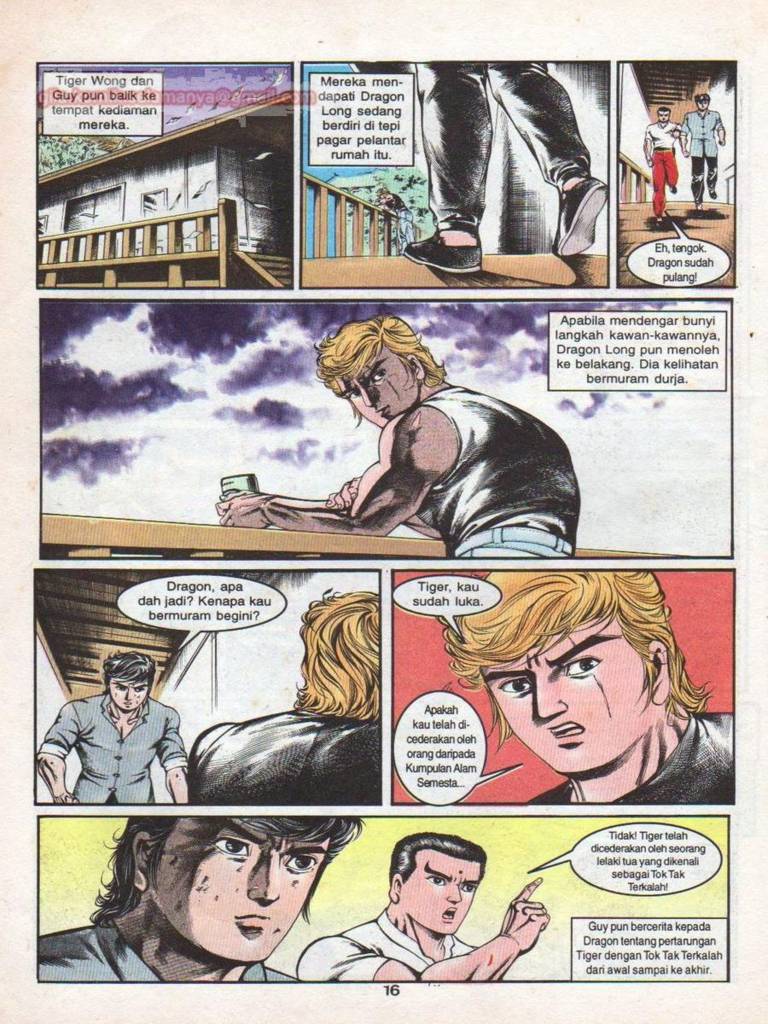 Tiger Wong dan
Guy pun balik ke
tempat kediaman
mereka.
Mereka men-
dapati Dragon
Long sedang
berdiri di tepi
pagar pelantar
rumah itu.
Eh, tengok.
Dragon sudah
pulang!
Apabila mendengar bunyi
langkah kawan-kawannya,
Dragon Long pun menoleh
ke belakang. Dia kelihatan
bermuram durja.
Dragon, apa
dah jadi? Kenapa kau
bermuram begini?
Tiger, kau
sudah luka.
Apakah
kau telah di-
cederakan oleh
orang daripada
Kumpulan Alam
Semesta...
Tidak! Tiger telah
dicederakan oleh seorang
lelaki tua yang dikenali
sebagai Tok Tak
Terkalah!
Guy pun bercerita kepada
Dragon tentang pertarungan
Tiger dengan Tok Tak Terkalah
dari awal sampai ke akhir.
16